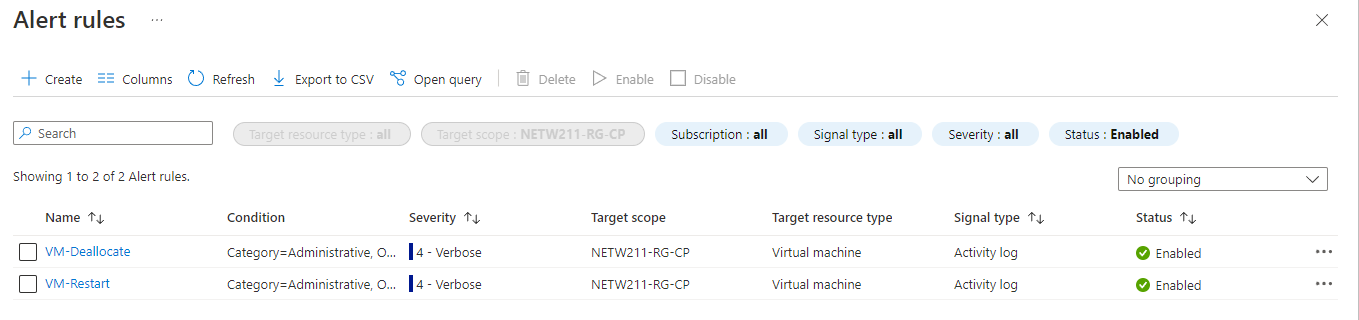 Alert rules ...
Create Columns Refresh Export to CSV Open query Delete Enable Disable
Search Target resource type : all Target scope : NETW211-RG-CP Subscription : all Signal type : all Severity : all Status : Enabled
Showing 1 to 2 of 2 Alert rules.
No grouping
Name Condition Severity Target scope Target resource type Signal type Status
VM-Deallocate Category=Administrative, O... 4 - Verbose NETW211-RG-CP Virtual machine Activity log Enabled ...
VM-Restart Category=Administrative, O... 4 - Verbose NETW211-RG-CP Virtual machine Activity log Enabled ...